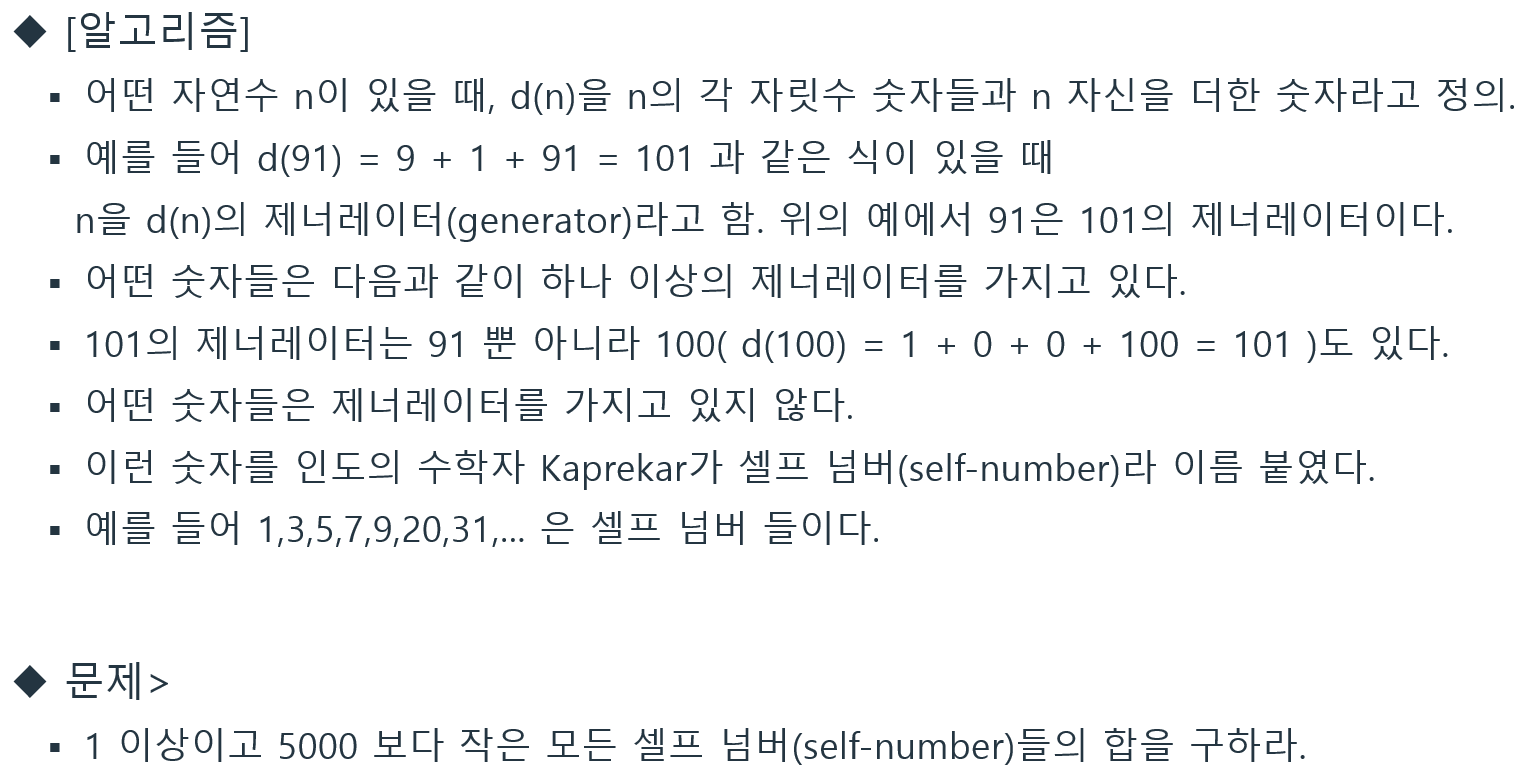 ◆ [알고리즘]
▪ 어떤 자연수 n이 있을 때, d(n)을 n의 각 자릿수 숫자들과 n 자신을 더한 숫자라고 정의.
▪ 예를 들어 d(91) = 9 + 1 + 91 = 101 과 같은 식이 있을 때
n을 d(n)의 제너레이터(generator)라고 함. 위의 예에서 91은 101의 제너레이터이다.
▪ 어떤 숫자들은 다음과 같이 하나 이상의 제너레이터를 가지고 있다.
▪ 101의 제너레이터는 91 뿐 아니라 100( d(100) = 1 + 0 + 0 + 100 = 101 )도 있다.
▪ 어떤 숫자들은 제너레이터를 가지고 있지 않다.
▪ 이런 숫자를 인도의 수학자 Kaprekar가 셀프 넘버(self-number)라 이름 붙였다.
▪ 예를 들어 1,3,5,7,9,20,31,... 은 셀프 넘버 들이다.
◆ 문제>
▪ 1 이상이고 5000 보다 작은 모든 셀프 넘버(self-number)들의 합을 구하라.